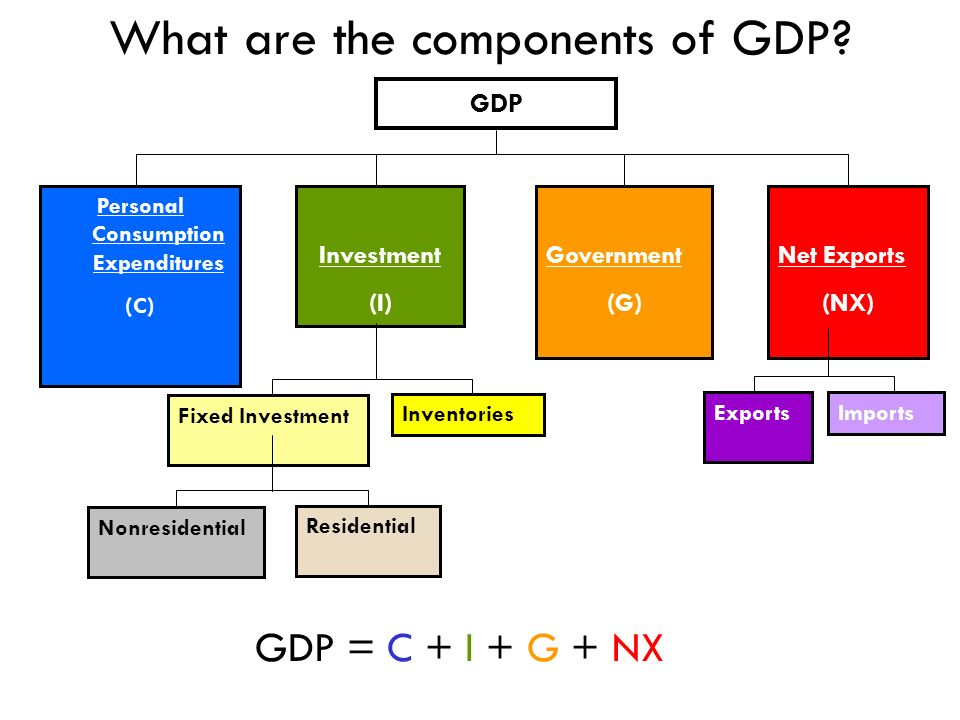 What are the components of GDP?
GDP
Personal
Consumption
Expenditures
(C)
Investment
(I)
Government
(G)
Net Exports
(NX)
Fixed Investment
Inventories
Exports
Imports
Nonresidential
Residential
GDP = C + I + G + NX